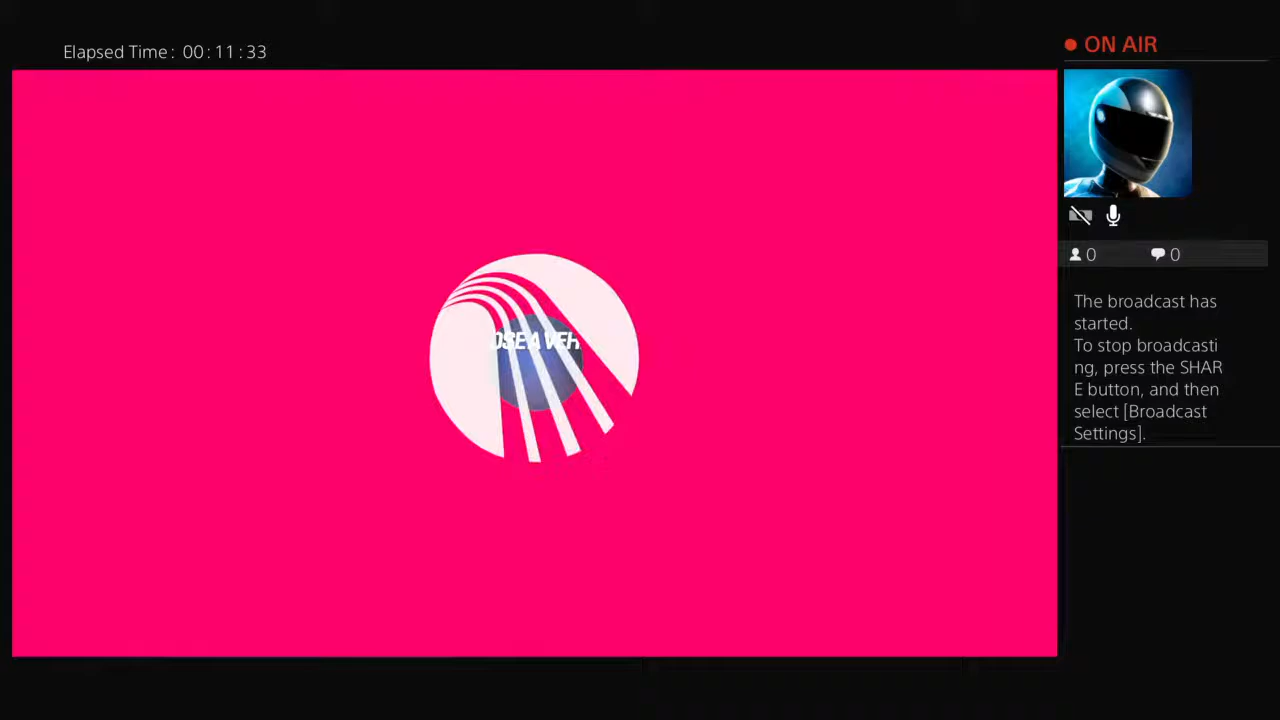 Elapsed Time: 00:11:33
ON AIR
0
0
The broadcast has
started.
To stop broadcasti
ng, press the SHAR
E button, and then
select [Broadcast
Settings].